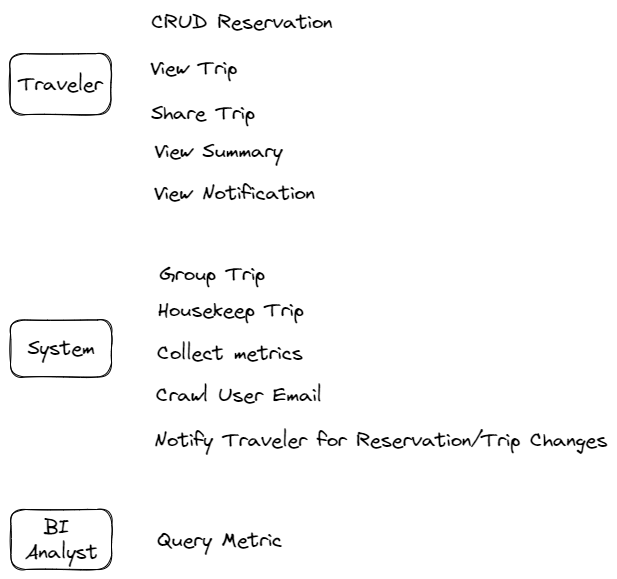 CRUD Reservation
Traveler
View Trip
Share Trip
View Summary
View Notification
Group Trip
Housekeep Trip
System
Collect metrics
Crawl User Email
Notify Traveler for Reservation/Trip Changes
BI
Analyst
Query Metric